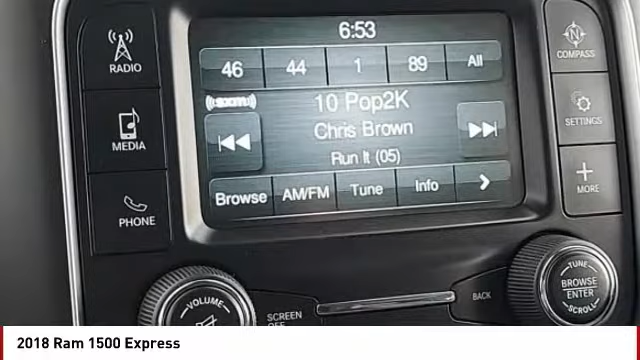 6:53
RADIO
46 44 1 89 All
N
COMPASS
((SXM)) 10 Pop2K
MEDIA
Chris Brown
SETTINGS
Run It (05)
PHONE
Browse AM/FM Tune Info
MORE
VOLUME
SCREEN
OFF
BACK
TUNE
BROWSE
ENTER
SCROLL
2018 Ram 1500 Express